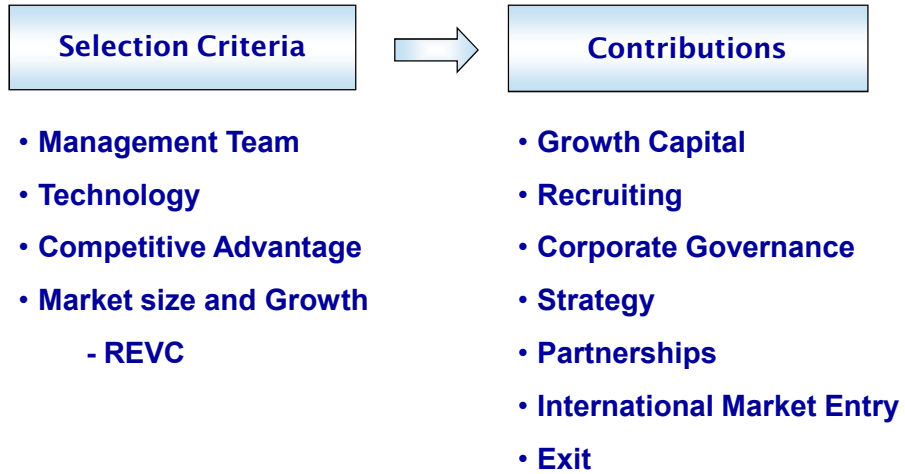 Selection Criteria
• Management Team
• Technology
• Competitive Advantage
• Market size and Growth
- REVC
Contributions
• Growth Capital
• Recruiting
• Corporate Governance
• Strategy
• Partnerships
• International Market Entry
• Exit